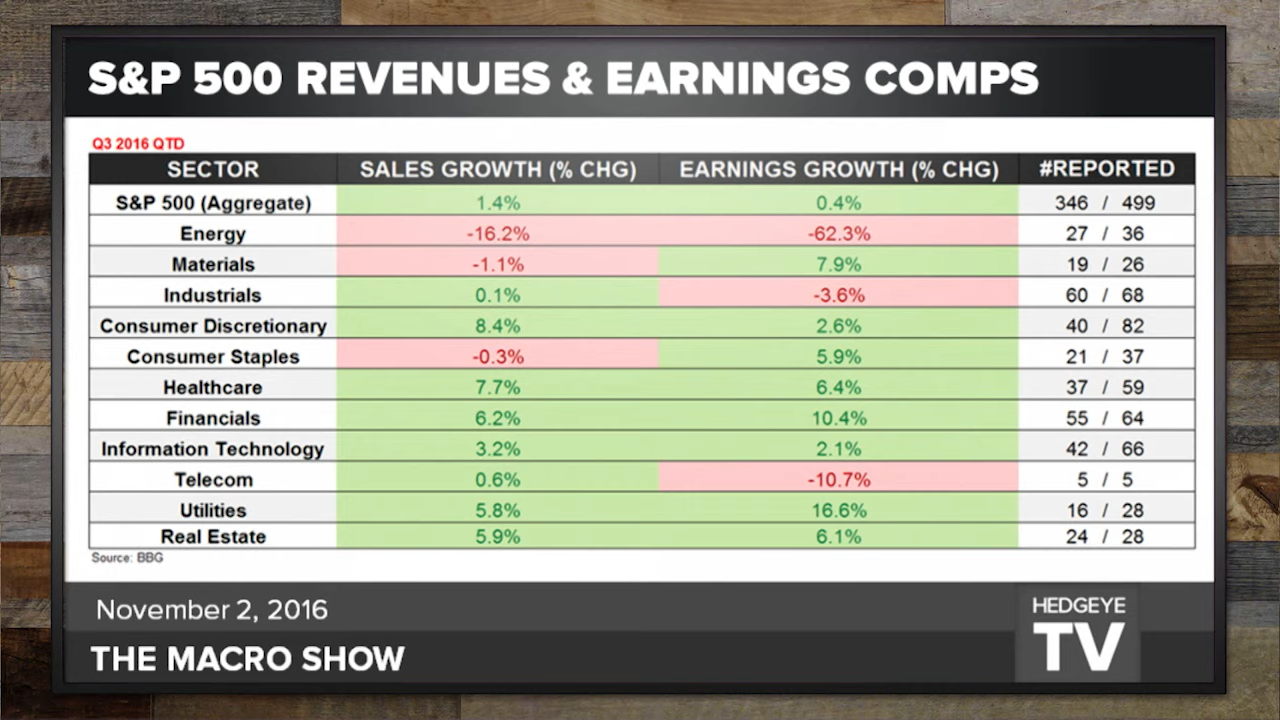 S&P 500 REVENUES & EARNINGS COMPS
Q3 2016 QTD
SECTOR SALES GROWTH (% CHG) EARNINGS GROWTH (% CHG) #REPORTED
S&P 500 (Aggregate) 1.4% 0.4% 346 / 499
Energy -16.2% -62.3% 27 / 36
Materials -1.1% 7.9% 19 / 26
Industrials 0.1% -3.6% 60 / 68
Consumer Discretionary 8.4% 2.6% 40 / 82
Consumer Staples -0.3% 5.9% 21 / 37
Healthcare 7.7% 6.4% 37 / 59
Financials 6.2% 10.4% 55 / 64
Information Technology 3.2% 2.1% 42 / 66
Telecom 0.6% -10.7% 5 / 5
Utilities 5.8% 16.6% 16 / 28
Real Estate 5.9% 6.1% 24 / 28
Source: BBG
November 2, 2016
THE MACRO SHOW
HEDGEYE
TV